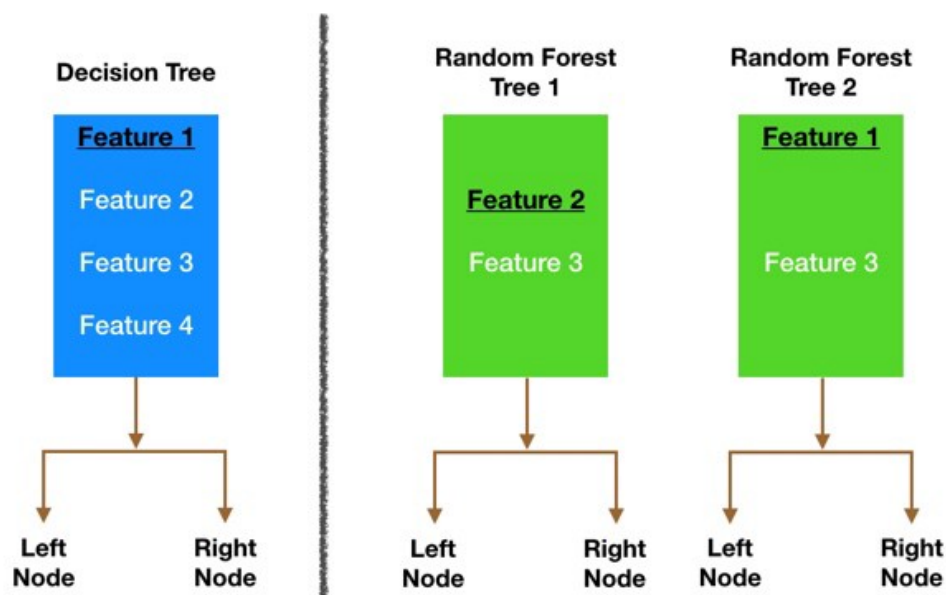 Decision Tree
Feature 1
Feature 2
Feature 3
Feature 4
Left
Node
Right
Node
Random Forest
Tree 1
Feature 2
Feature 3
Left
Node
Right
Node
Random Forest
Tree 2
Feature 1
Feature 3
Left
Node
Right
Node